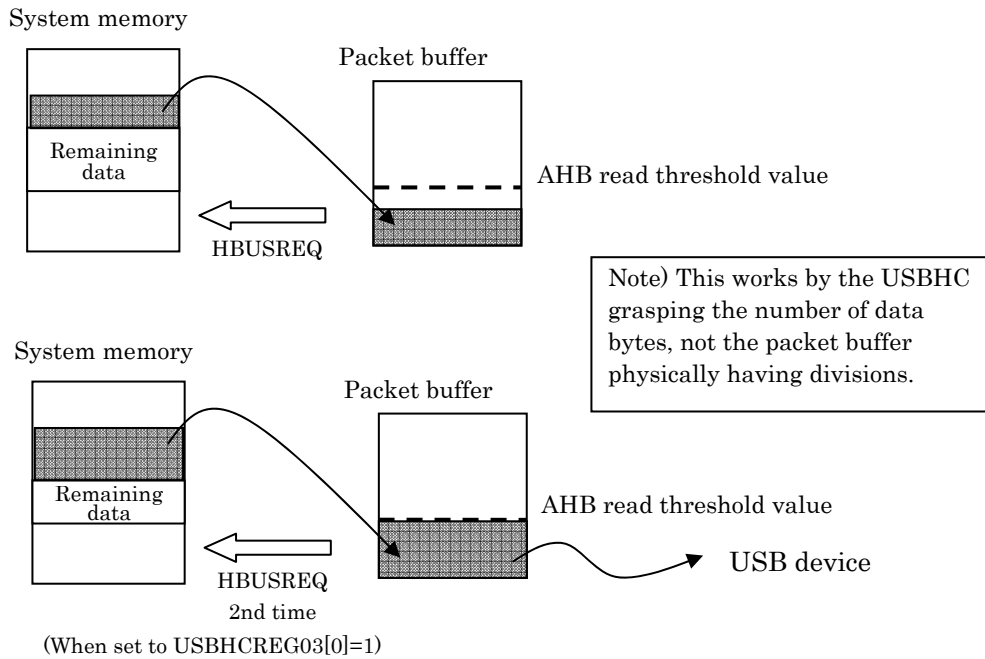 System memory
Packet buffer
Remaining
data
AHB read threshold value
HBUSREQ
Note) This works by the USBHC
grasping the number of data
bytes, not the packet buffer
physically having divisions.
System memory
Packet buffer
Remaining
data
AHB read threshold value
USB device
HBUSREQ
2nd time
(When set to USBHCREG03[0]=1)